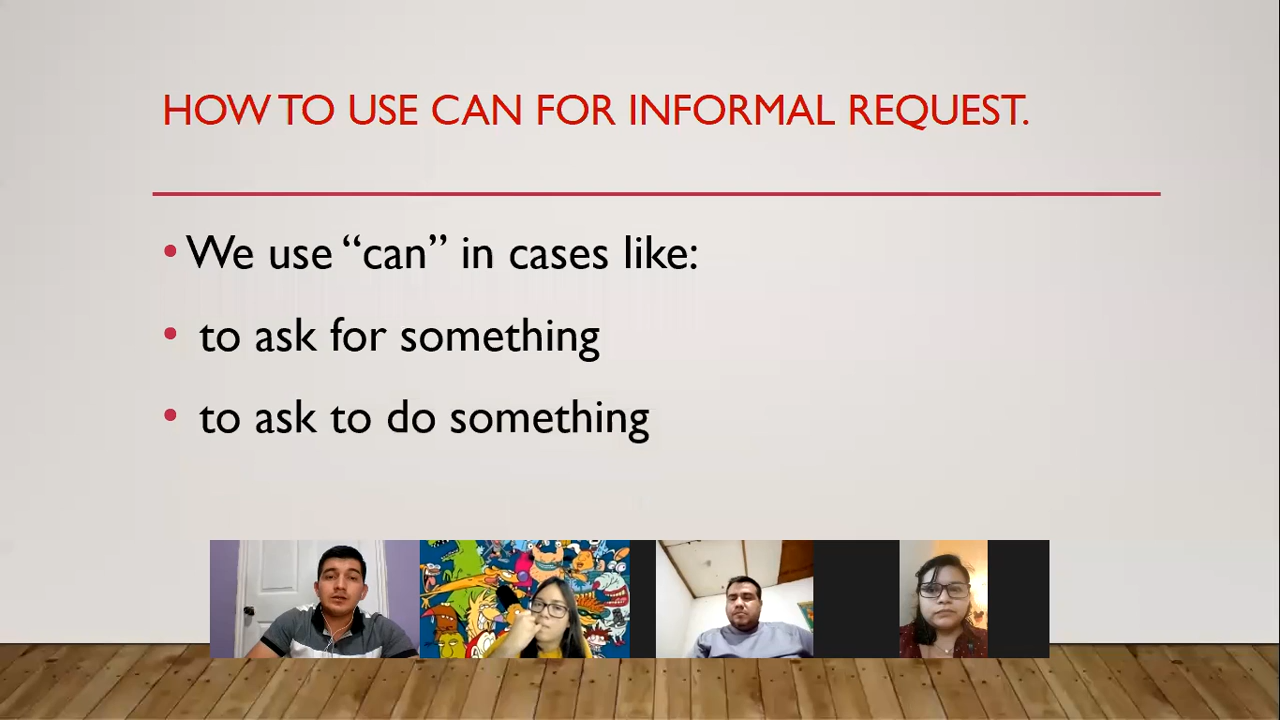 HOW TO USE CAN FOR INFORMAL REQUEST.
• We use “can” in cases like:
• to ask for something
• to ask to do something